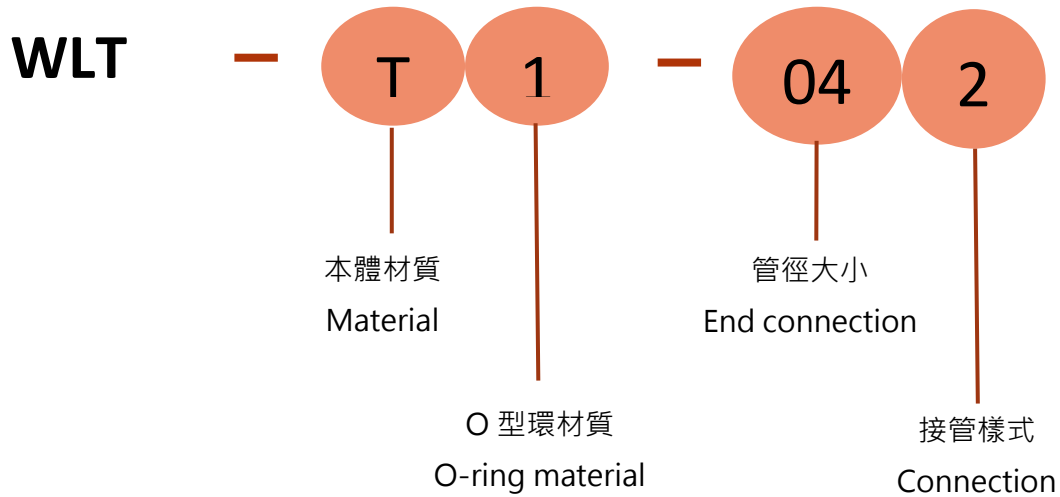 WLT – T 1 – 04 2
本體材質
Material
管徑大小
End connection
O 型環材質
O-ring material
接管樣式
Connection